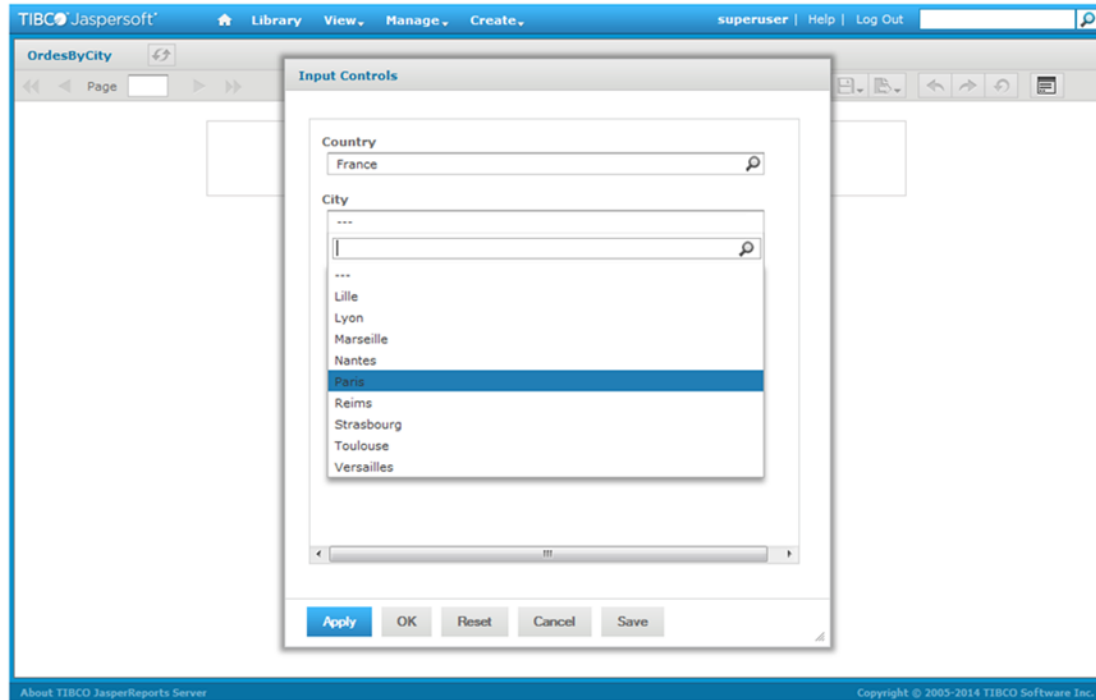 TIBCO Jaspersoft Library View Manage Create superuser | Help | Log Out
OrdesByCity
Input Controls
Page
Country
France
City
---
---
Lille
Lyon
Marseille
Nantes
Paris
Reims
Strasbourg
Toulouse
Versailles
Apply OK Reset Cancel Save
About TIBCO JasperReports Server Copyright © 2005-2014 TIBCO Software Inc.